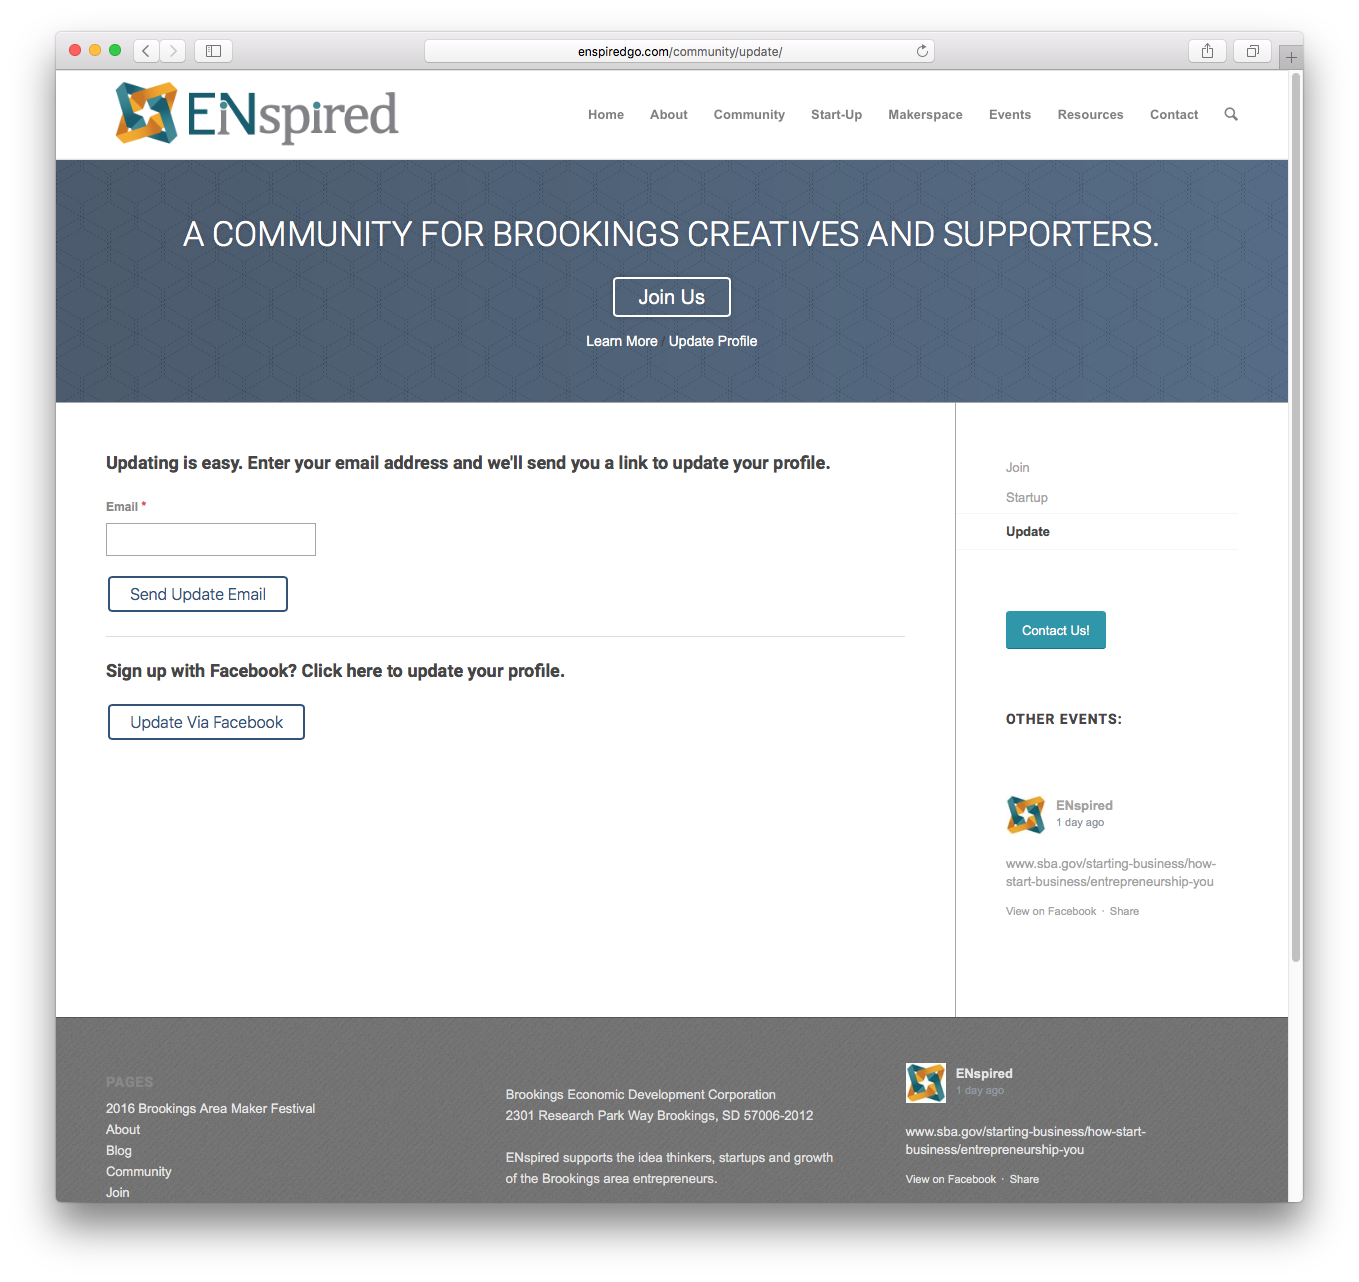 enspiredgo.com/community/update/
ENspired
Home About Community Start-Up Makerspace Events Resources Contact
A COMMUNITY FOR BROOKINGS CREATIVES AND SUPPORTERS.
Join Us
Learn More / Update Profile
Updating is easy. Enter your email address and we'll send you a link to update your profile.
Email *
Send Update Email
Sign up with Facebook? Click here to update your profile.
Update Via Facebook
Join
Startup
Update
Contact Us!
OTHER EVENTS:
ENspired
1 day ago
www.sba.gov/starting-business/how-
start-business/entrepreneurship-you
View on Facebook · Share
PAGES
2016 Brookings Area Maker Festival
About
Blog
Community
Join
Brookings Economic Development Corporation
2301 Research Park Way Brookings, SD 57006-2012
ENspired supports the idea thinkers, startups and growth
of the Brookings area entrepreneurs.
ENspired
1 day ago
www.sba.gov/starting-business/how-start-
business/entrepreneurship-you
View on Facebook · Share